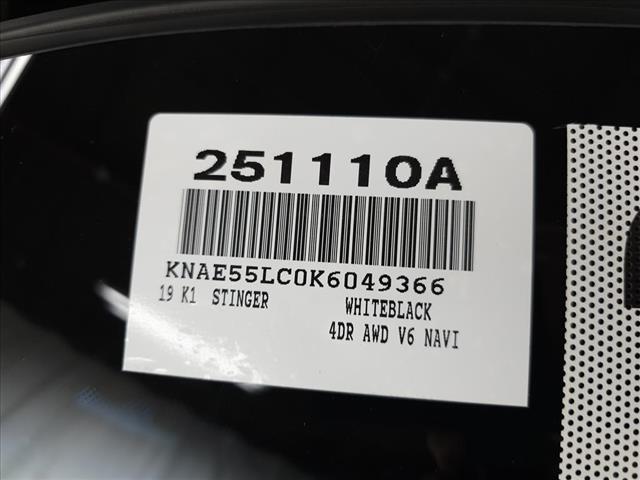 251110A
KNAE55LC0K6049366
19 K1 STINGER WHITEBLACK
4DR AWD V6 NAVI